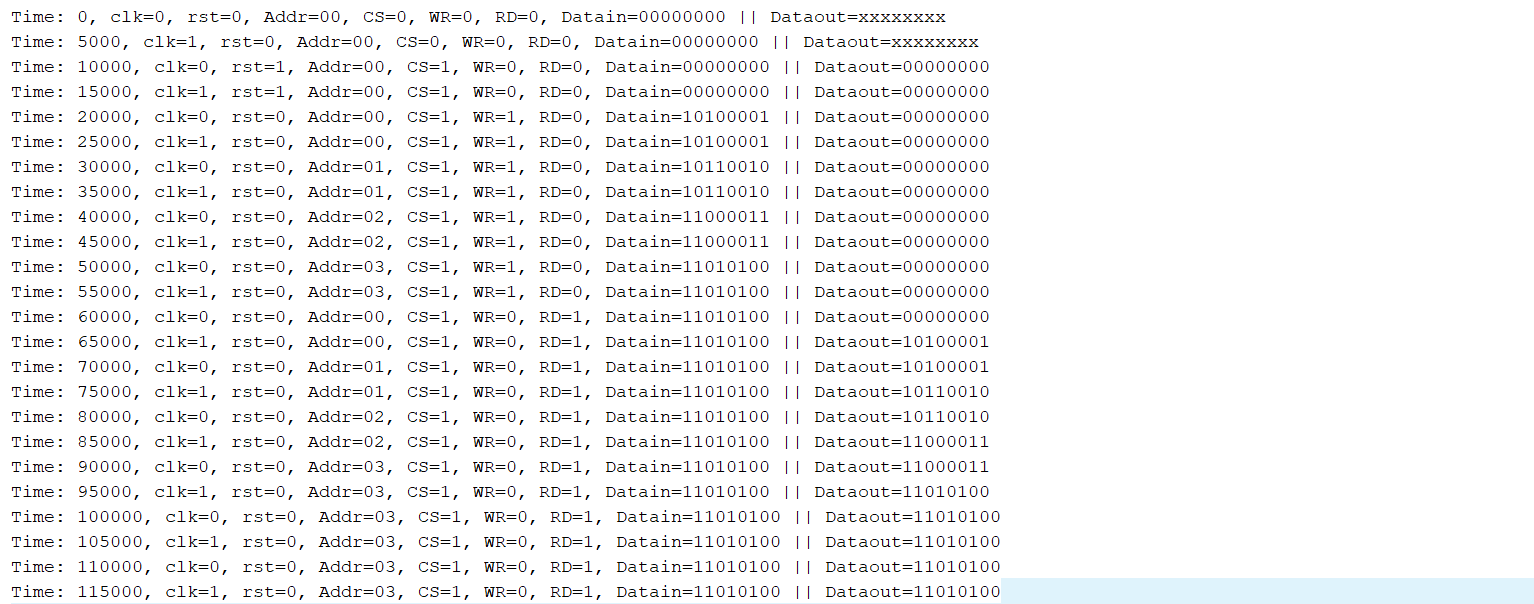 Time: 0, clk=0, rst=0, Addr=00, CS=0, WR=0, RD=0, Datain=00000000 || Dataout=xxxxxxxx
Time: 5000, clk=1, rst=0, Addr=00, CS=0, WR=0, RD=0, Datain=00000000 || Dataout=xxxxxxxx
Time: 10000, clk=0, rst=1, Addr=00, CS=1, WR=0, RD=0, Datain=00000000 || Dataout=00000000
Time: 15000, clk=1, rst=1, Addr=00, CS=1, WR=0, RD=0, Datain=00000000 || Dataout=00000000
Time: 20000, clk=0, rst=0, Addr=00, CS=1, WR=1, RD=0, Datain=10100001 || Dataout=00000000
Time: 25000, clk=1, rst=0, Addr=00, CS=1, WR=1, RD=0, Datain=10100001 || Dataout=00000000
Time: 30000, clk=0, rst=0, Addr=01, CS=1, WR=1, RD=0, Datain=10110010 || Dataout=00000000
Time: 35000, clk=1, rst=0, Addr=01, CS=1, WR=1, RD=0, Datain=10110010 || Dataout=00000000
Time: 40000, clk=0, rst=0, Addr=02, CS=1, WR=1, RD=0, Datain=11000011 || Dataout=00000000
Time: 45000, clk=1, rst=0, Addr=02, CS=1, WR=1, RD=0, Datain=11000011 || Dataout=00000000
Time: 50000, clk=0, rst=0, Addr=03, CS=1, WR=1, RD=0, Datain=11010100 || Dataout=00000000
Time: 55000, clk=1, rst=0, Addr=03, CS=1, WR=1, RD=0, Datain=11010100 || Dataout=00000000
Time: 60000, clk=0, rst=0, Addr=00, CS=1, WR=0, RD=1, Datain=11010100 || Dataout=00000000
Time: 65000, clk=1, rst=0, Addr=00, CS=1, WR=0, RD=1, Datain=11010100 || Dataout=10100001
Time: 70000, clk=0, rst=0, Addr=01, CS=1, WR=0, RD=1, Datain=11010100 || Dataout=10100001
Time: 75000, clk=1, rst=0, Addr=01, CS=1, WR=0, RD=1, Datain=11010100 || Dataout=10110010
Time: 80000, clk=0, rst=0, Addr=02, CS=1, WR=0, RD=1, Datain=11010100 || Dataout=10110010
Time: 85000, clk=1, rst=0, Addr=02, CS=1, WR=0, RD=1, Datain=11010100 || Dataout=11000011
Time: 90000, clk=0, rst=0, Addr=03, CS=1, WR=0, RD=1, Datain=11010100 || Dataout=11000011
Time: 95000, clk=1, rst=0, Addr=03, CS=1, WR=0, RD=1, Datain=11010100 || Dataout=11010100
Time: 100000, clk=0, rst=0, Addr=03, CS=1, WR=0, RD=1, Datain=11010100 || Dataout=11010100
Time: 105000, clk=1, rst=0, Addr=03, CS=1, WR=0, RD=1, Datain=11010100 || Dataout=11010100
Time: 110000, clk=0, rst=0, Addr=03, CS=1, WR=0, RD=1, Datain=11010100 || Dataout=11010100
Time: 115000, clk=1, rst=0, Addr=03, CS=1, WR=0, RD=1, Datain=11010100 || Dataout=11010100